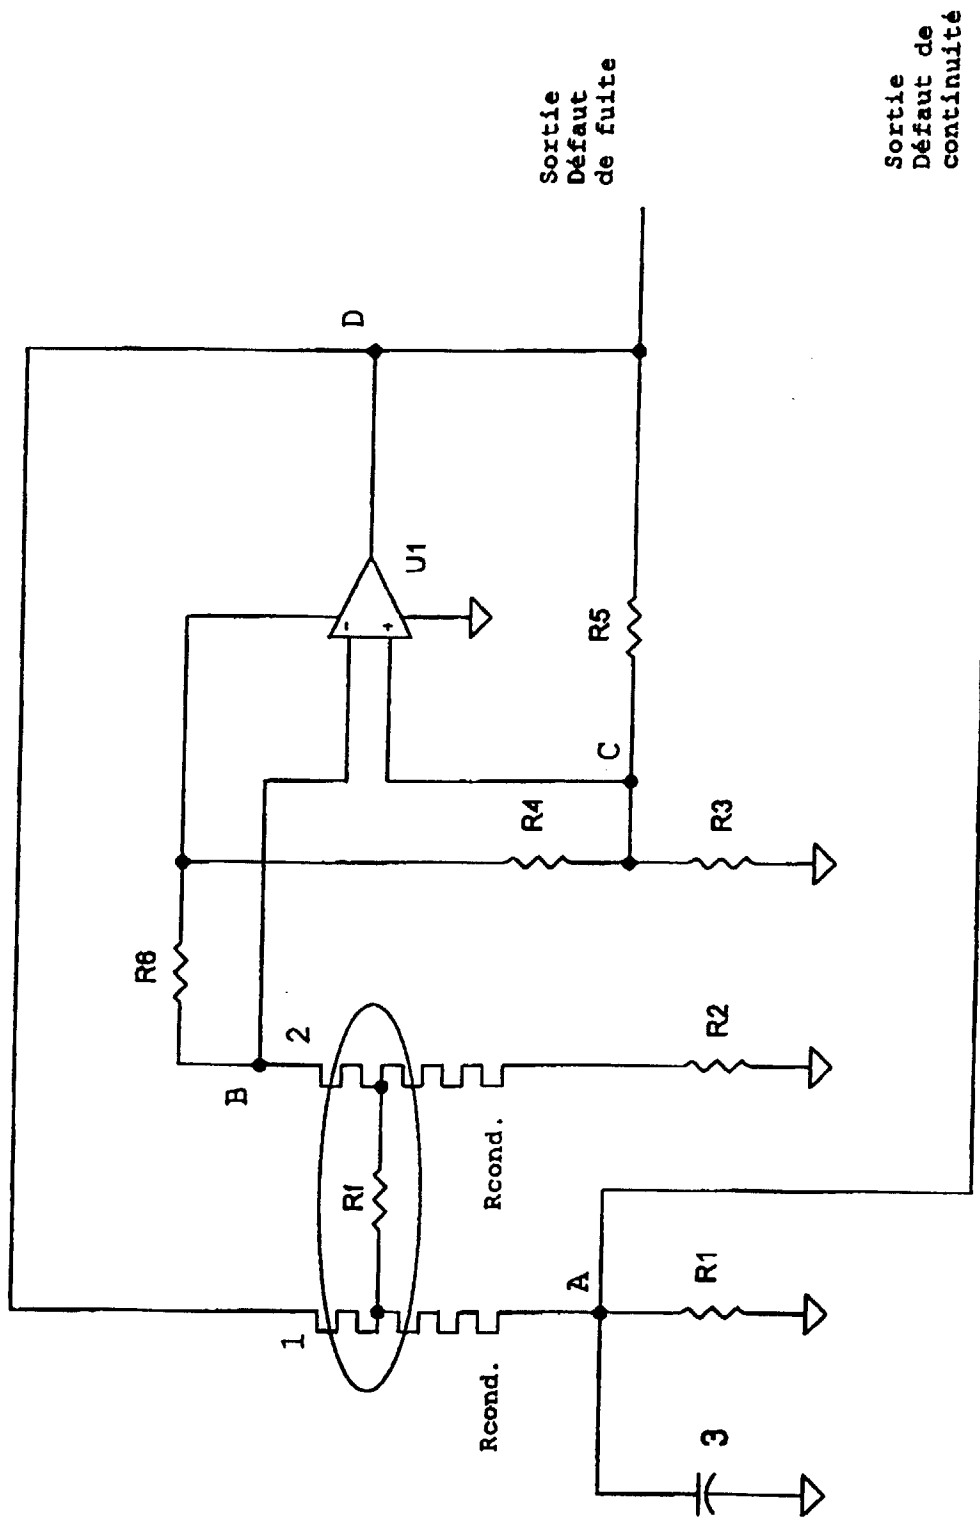 Sortie
Défaut
de fuite
Sortie
Défaut de
continuité
D
U1
-
+
R5
C
R4
R3
R6
B
2
R2
Rf
Rcond.
A
R1
1
Rcond.
3